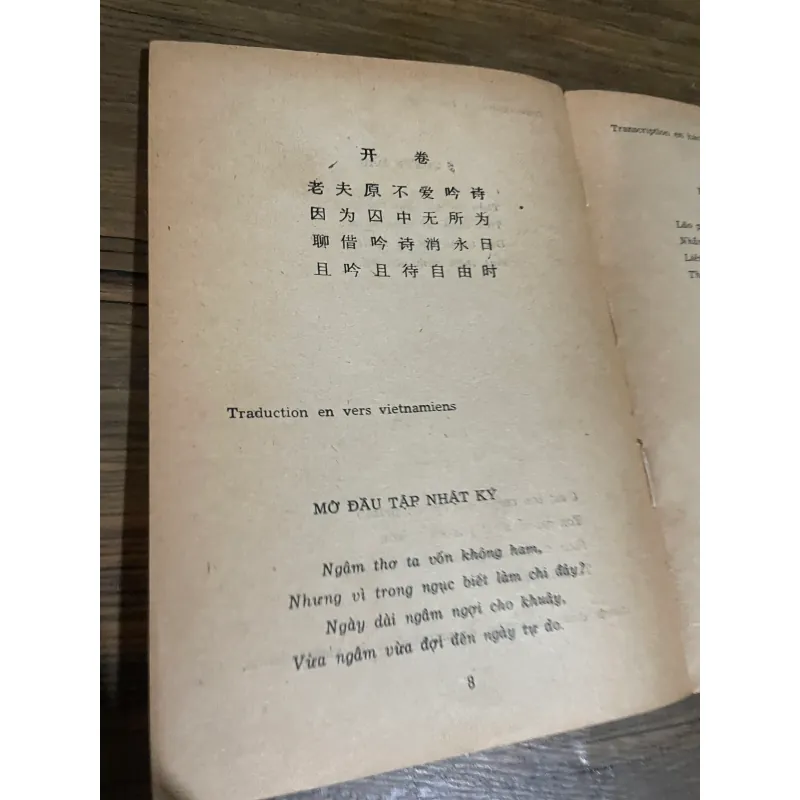 开 卷
老夫原不爱吟诗
因为囚中无所为
聊借吟诗消永日
且吟且待自由时
Traduction en vers vietnamiens
MỞ ĐẦU TẬP NHẬT KÝ
Ngâm thơ ta vốn không ham,
Nhưng vì trong ngục biết làm chi đây?
Ngày dài ngâm ngợi cho khuây,
Vừa ngâm vừa đợi đến ngày tự do.
8
Transcription en
Lão